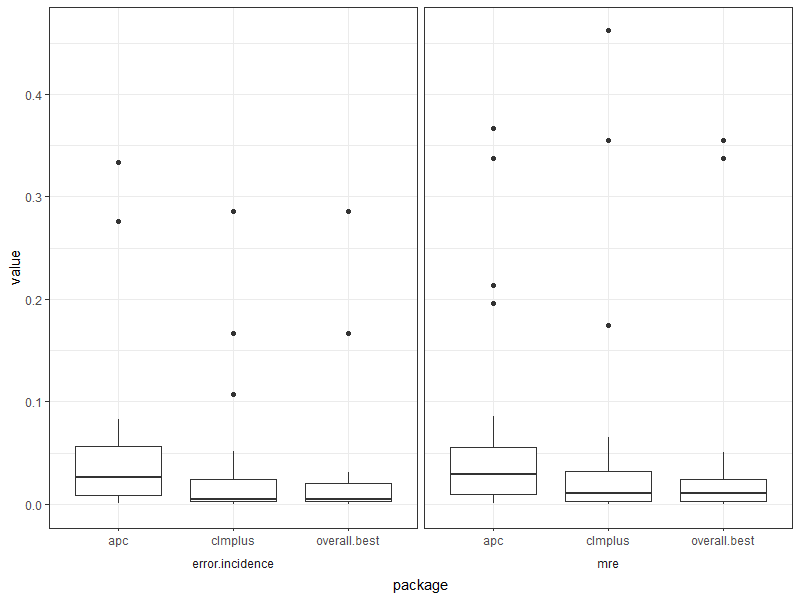 value
0.4
0.3
0.2
0.1
0.0
apc clmplus overall.best apc clmplus overall.best
error.incidence mre
package